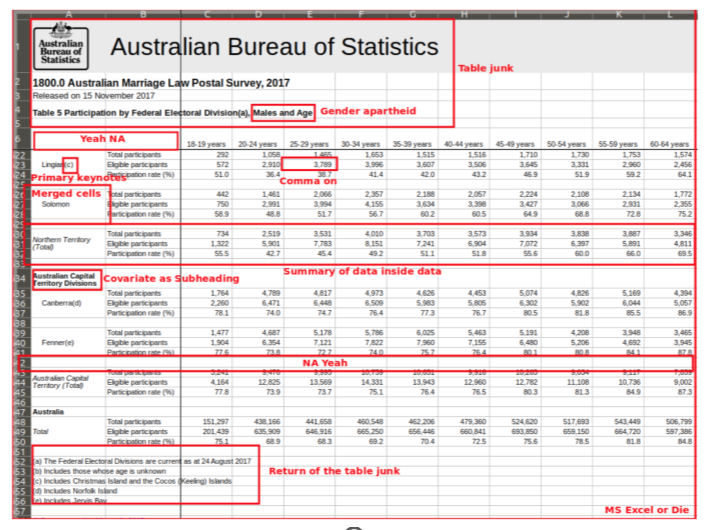 A B C D E F G H I J K L
Australian Bureau of Statistics
Australian Bureau of Statistics
Table junk
1800.0 Australian Marriage Law Postal Survey, 2017
Released on 15 November 2017
Table 5 Participation by Federal Electoral Division(a), Males and Age Gender apartheid
Yeah NA
18-19 years 20-24 years 25-29 years 30-34 years 35-39 years 40-44 years 45-49 years 50-54 years 55-59 years 60-64 years
Total participants 292 1,058 1,465 1,653 1,515 1,516 1,710 1,730 1,753 1,574
Lingiari(c) Eligible participants 572 2,910 3,789 3,996 3,607 3,506 3,645 3,331 2,960 2,456
Participation rate (%) 51.0 36.4 38.7 41.4 42.0 43.2 46.9 51.9 59.2 64.1
Primary keynotes
Comma on
Merged cells
Total participants 442 1,461 2,066 2,357 2,188 2,057 2,224 2,108 2,134 1,772
Solomon Eligible participants 750 2,991 3,994 4,155 3,634 3,398 3,427 3,066 2,931 2,355
Participation rate (%) 58.9 48.8 51.7 56.7 60.2 60.5 64.9 68.8 72.8 75.2
Northern Territory (Total)
Total participants 734 2,519 3,531 4,010 3,703 3,573 3,934 3,838 3,887 3,346
Eligible participants 1,322 5,901 7,783 8,151 7,241 6,904 7,072 6,397 5,891 4,811
Participation rate (%) 55.5 42.7 45.4 49.2 51.1 51.8 55.6 60.0 66.0 69.5
Summary of data inside data
Australian Capital Territory Divisions
Covariate as Subheading
Total participants 1,764 4,789 4,817 4,973 4,626 4,453 5,074 4,826 5,169 4,394
Canberra(d) Eligible participants 2,260 6,471 6,448 6,509 5,983 5,805 6,302 5,902 6,044 5,057
Participation rate (%) 78.1 74.0 74.7 76.4 77.3 76.7 80.5 81.8 85.5 86.9
Total participants 1,477 4,687 5,178 5,786 6,025 5,463 5,191 4,208 3,948 3,465
Fenner(e) Eligible participants 1,904 6,354 7,121 7,822 7,960 7,155 6,480 5,206 4,692 3,945
Participation rate (%) 77.6 73.8 72.7 74.0 75.7 76.4 80.1 80.8 84.1 87.8
NA Yeah
Australian Capital Territory (Total)
Total participants
Eligible participants 4,164 12,825 13,569 14,331 13,943 12,960 12,782 11,108 10,736 9,002
Participation rate (%) 77.8 73.9 73.7 75.1 76.4 76.5 80.3 81.3 84.9 87.3
Australia
Total participants 151,297 438,166 441,658 460,548 462,206 479,360 524,620 517,693 543,449 506,799
Total Eligible participants 201,439 635,909 646,916 665,250 656,446 660,841 693,850 659,150 664,720 597,386
Participation rate (%) 75.1 68.9 68.3 69.2 70.4 72.5 75.6 78.5 81.8 84.8
(a) The Federal Electoral Divisions are current as at 24 August 2017
(b) Includes those whose age is unknown
Return of the table junk
(c) Includes Christmas Island and the Cocos (Keeling) Islands
(d) Includes Norfolk Island
(e) Includes Jervis Bay
MS Excel or Die